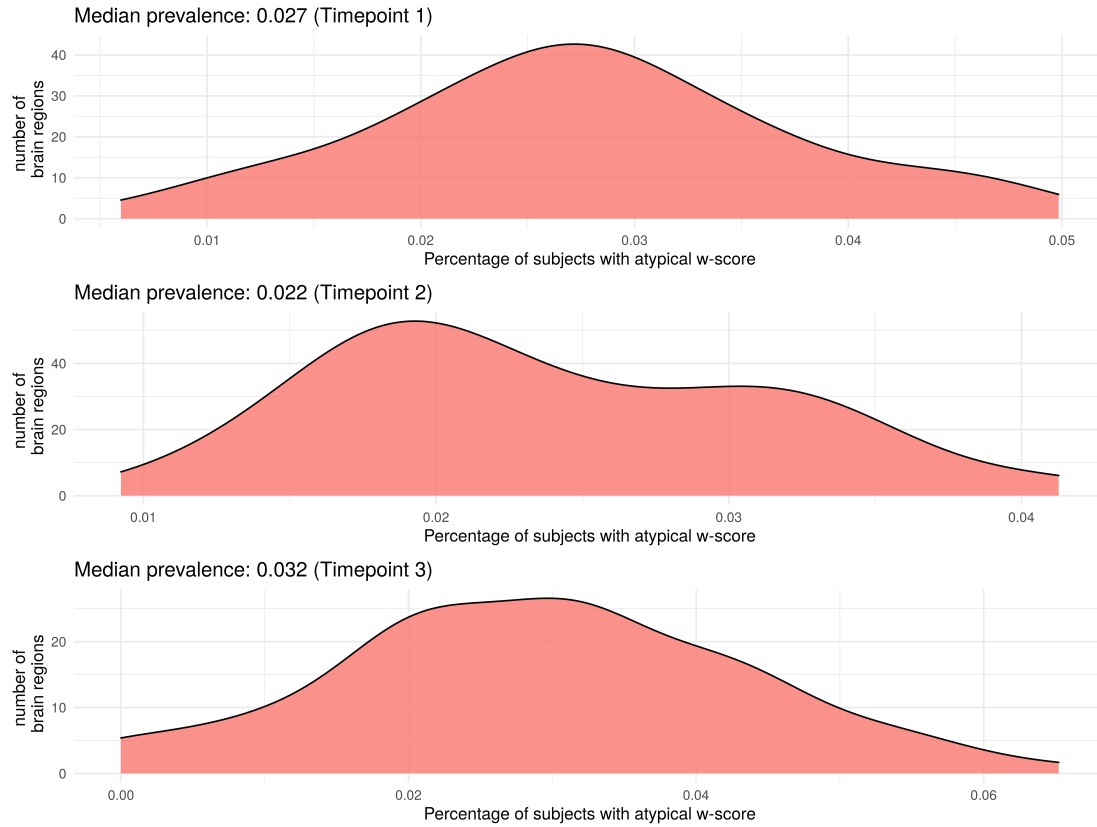 Median prevalence: 0.027 (Timepoint 1)
number of
brain regions
40
30
20
10
0
0.01 0.02 0.03 0.04 0.05
Percentage of subjects with atypical w-score
Median prevalence: 0.022 (Timepoint 2)
number of
brain regions
40
20
0
0.01 0.02 0.03 0.04
Percentage of subjects with atypical w-score
Median prevalence: 0.032 (Timepoint 3)
number of
brain regions
20
10
0
0.00 0.02 0.04 0.06
Percentage of subjects with atypical w-score